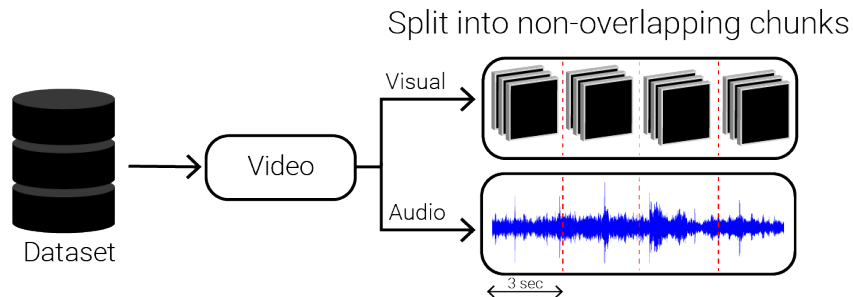 Split into non-overlapping chunks
Visual
Video
Audio
Dataset
3 sec